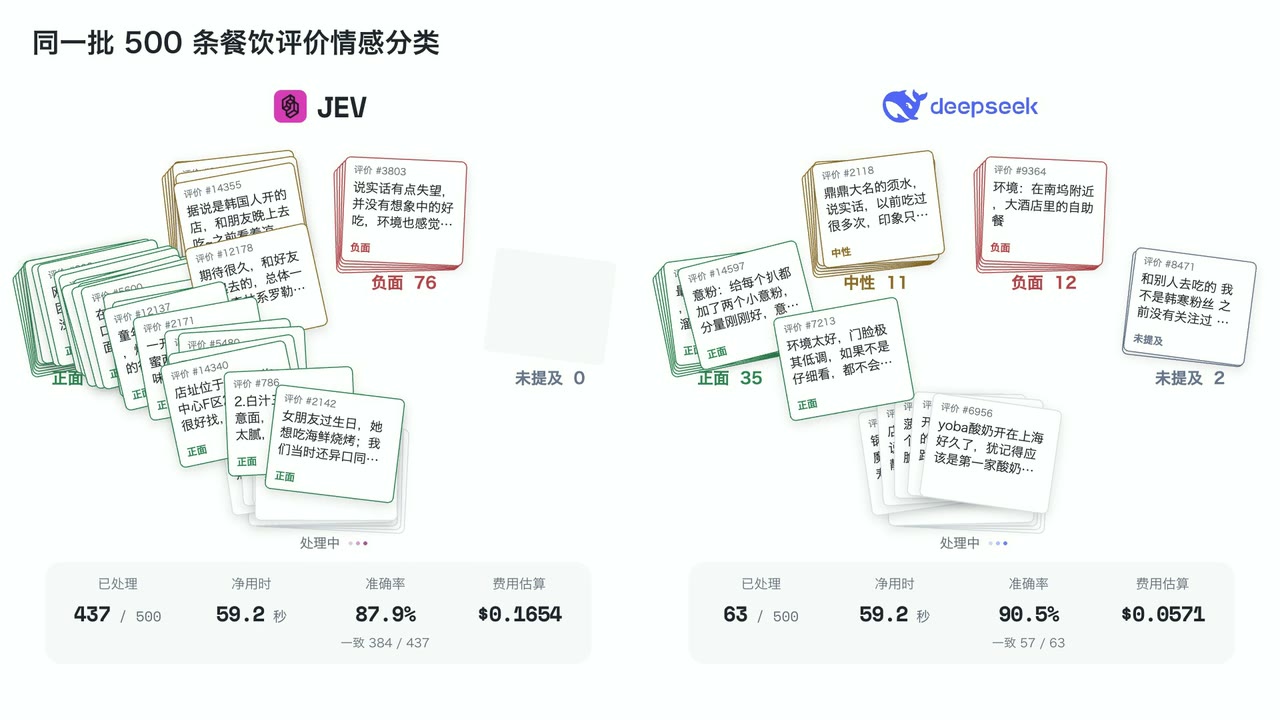 同一批 500 条餐饮评价情感分类
JEV
评价 #14355
据说是韩国人开的
店，和朋友晚上去
评价 #12178
期待很久，和好友
评价 #3803
说实话有点失望，
并没有想象中的好
吃，环境也感觉…
负面
负面 76
评价 #12137
评价 #2171
评价 #5480
评价 #14340
店址位于
中心F区
很好找，
正面
评价 #786
2.白汁
意面，
太腻，
正面
评价 #2142
女朋友过生日，她
想吃海鲜烧烤；我
们当时还异口同…
正面
正面
未提及 0
处理中
已处理
437 / 500
净用时
59.2 秒
准确率
87.9%
一致 384 / 437
费用估算
$0.1654
deepseek
评价 #2118
鼎鼎大名的须水，
说实话，以前吃过
很多次，印象只…
中性
中性 11
评价 #9364
环境：在南坞附近
，大酒店里的自助
餐
负面
负面 12
评价 #14597
意粉：给每个扒都
加了两个小意粉，
分量刚刚好，意…
正面
正面 35
评价 #7213
环境太好，门脸极
其低调，如果不是
仔细看，都不会…
正面
评价 #8471
和别人去吃的 我
不是韩寒粉丝 之
前没有关注过 …
未提及
未提及 2
评价 #6956
yoba酸奶开在上海
好久了，犹记得应
该是第一家酸奶…
处理中
已处理
63 / 500
净用时
59.2 秒
准确率
90.5%
一致 57 / 63
费用估算
$0.0571